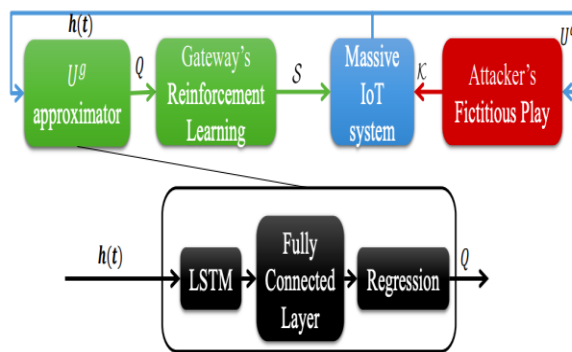 h(t)
U^g
approximator
Q
Gateway's
Reinforcement
Learning
S
Massive
IoT
system
K
Attacker's
Fictitious Play
h(t)
LSTM
Fully
Connected
Layer
Regression
Q